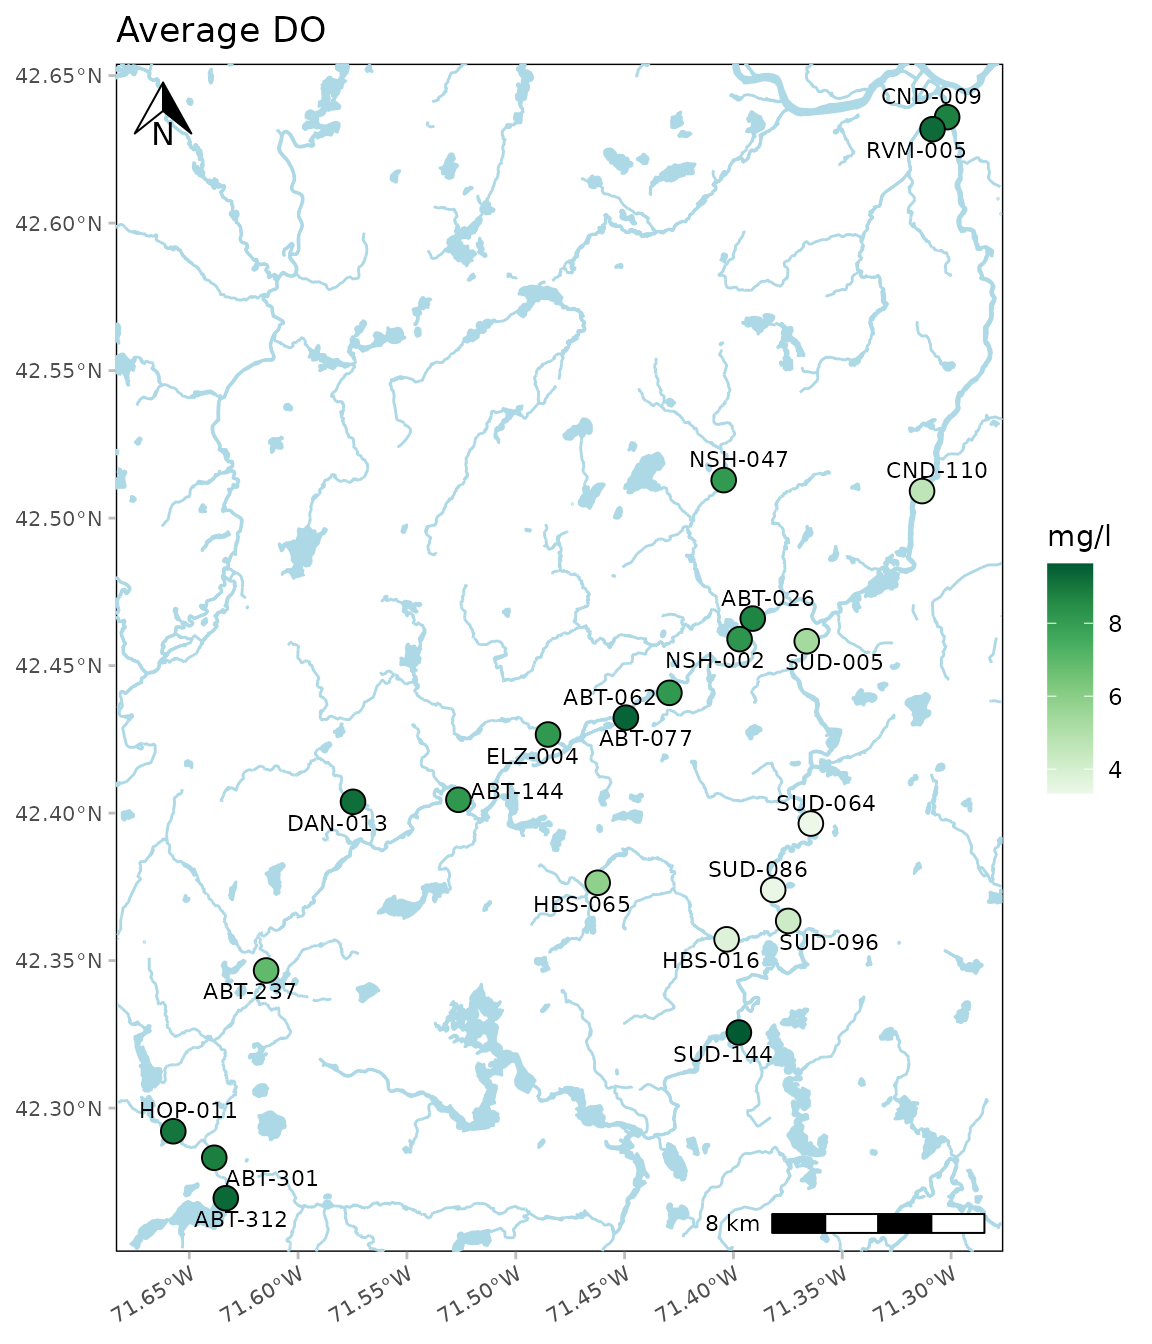 Average DO
42.65°N
N
CND-009
RVM-005
42.60°N
42.55°N
NSH-047
CND-110
42.50°N
mg/l
ABT-026
8
NSH-002
SUD-005
42.45°N
ABT-062
6
ABT-077
ELZ-004
4
ABT-144
SUD-064
42.40°N
DAN-013
SUD-086
HBS-065
SUD-096
42.35°N
HBS-016
ABT-237
SUD-144
42.30°N
HOP-011
ABT-301
ABT-312
8 km
71.65°W
71.60°W
71.55°W
71.50°W
71.45°W
71.40°W
71.35°W
71.30°W